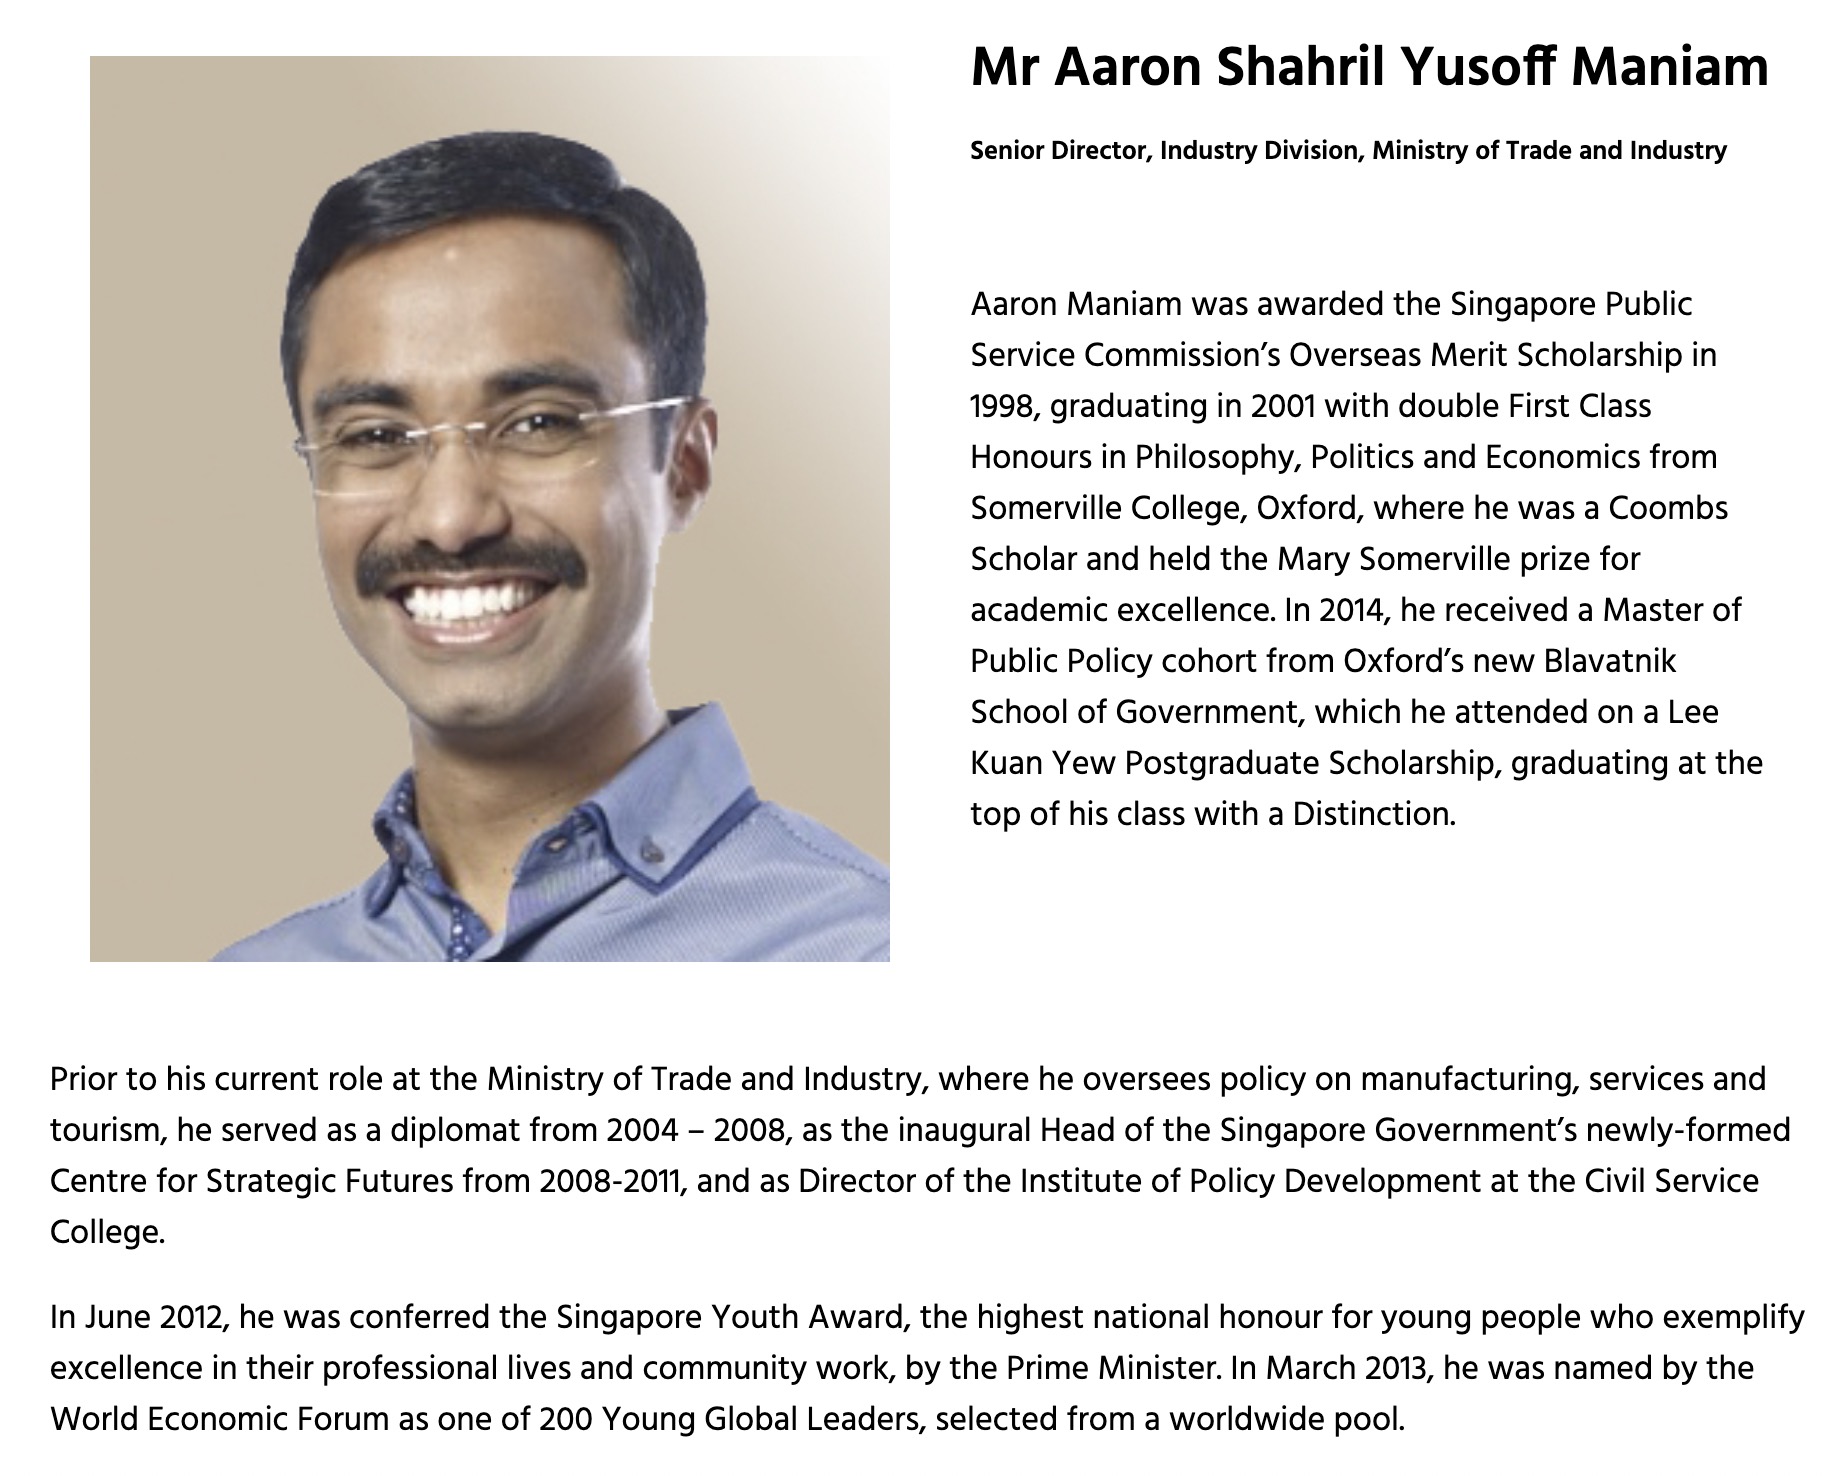 Mr Aaron Shahril Yusoff Maniam
Senior Director, Industry Division, Ministry of Trade and Industry
Aaron Maniam was awarded the Singapore Public
Service Commission’s Overseas Merit Scholarship in
1998, graduating in 2001 with double First Class
Honours in Philosophy, Politics and Economics from
Somerville College, Oxford, where he was a Coombs
Scholar and held the Mary Somerville prize for
academic excellence. In 2014, he received a Master of
Public Policy cohort from Oxford’s new Blavatnik
School of Government, which he attended on a Lee
Kuan Yew Postgraduate Scholarship, graduating at the
top of his class with a Distinction.
Prior to his current role at the Ministry of Trade and Industry, where he oversees policy on manufacturing, services and
tourism, he served as a diplomat from 2004 – 2008, as the inaugural Head of the Singapore Government’s newly-formed
Centre for Strategic Futures from 2008-2011, and as Director of the Institute of Policy Development at the Civil Service
College.
In June 2012, he was conferred the Singapore Youth Award, the highest national honour for young people who exemplify
excellence in their professional lives and community work, by the Prime Minister. In March 2013, he was named by the
World Economic Forum as one of 200 Young Global Leaders, selected from a worldwide pool.